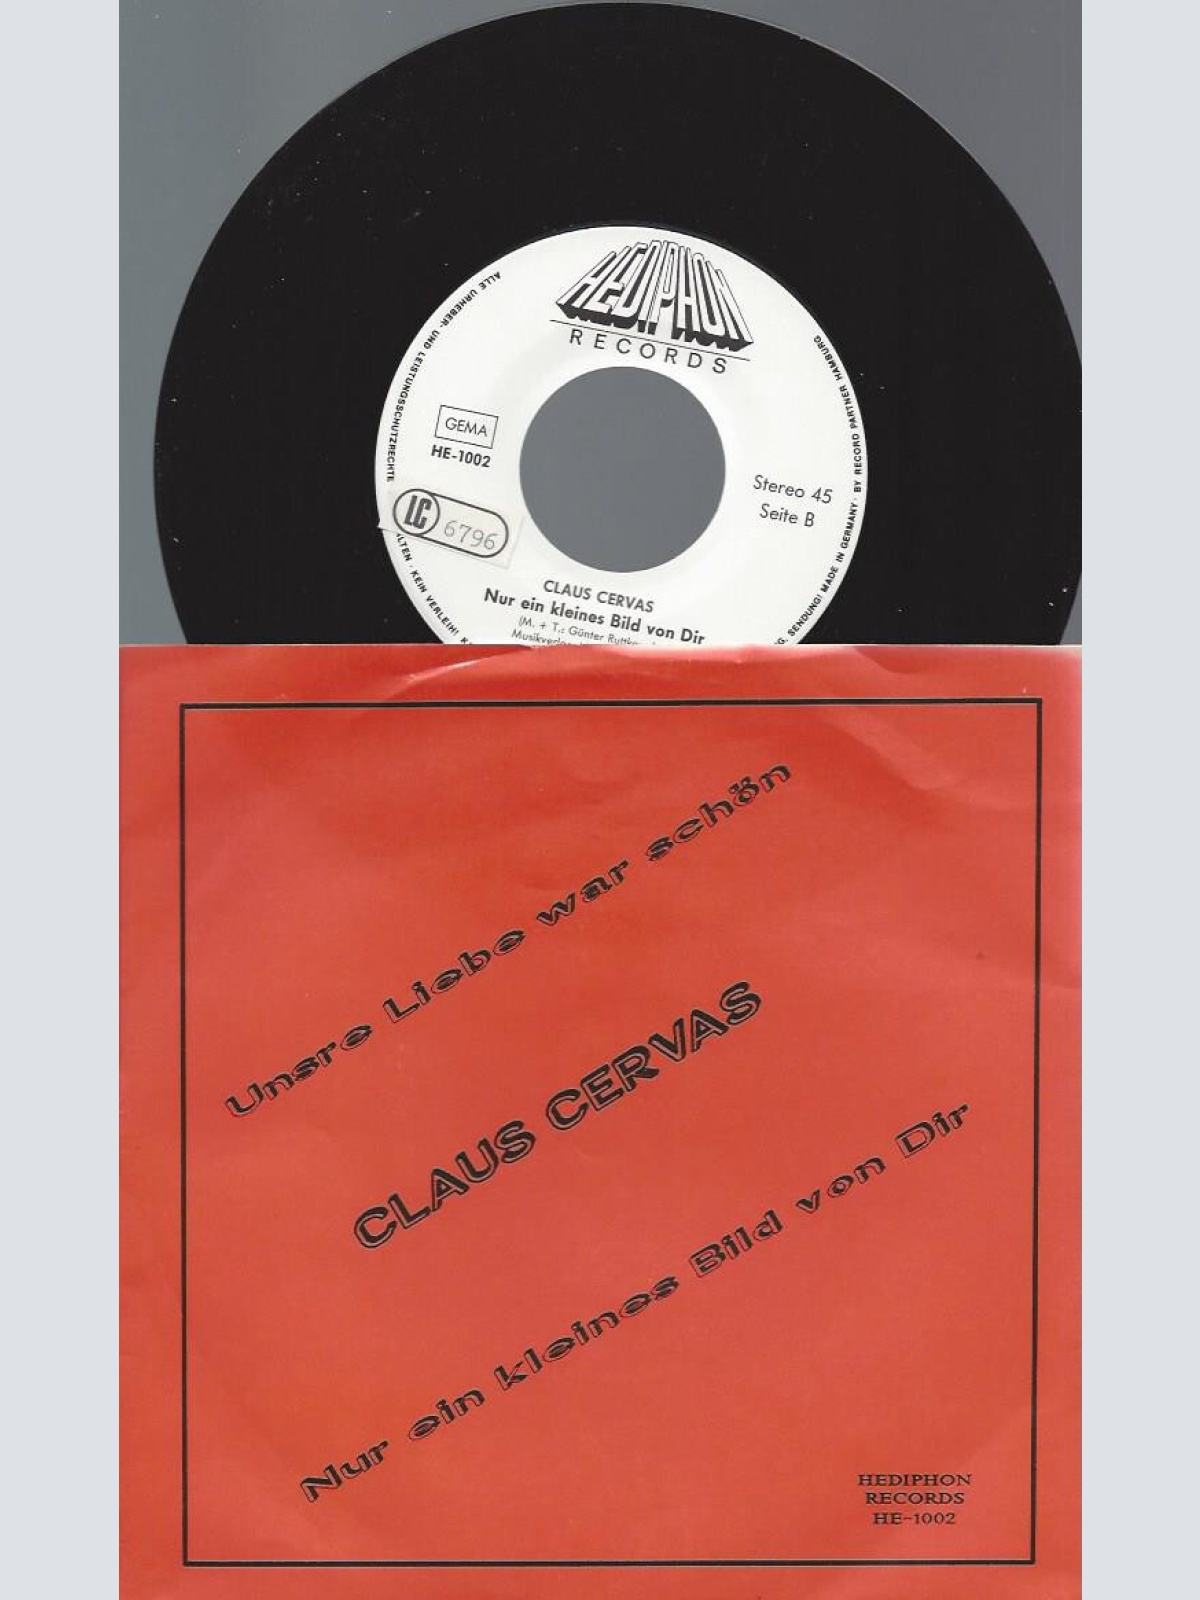 HEDIPHON
RECORDS
ALLE URHEBER- UND LEISTUNGSSCHUTZRECHTE
BY RECORD PARTNER HAMBURG
GEMA
HE-1002
Stereo 45
Seite B
LC 6796
LTEN · KEIN VERLEIH!
SENDUNG! MADE IN GERMANY ·
CLAUS CERVAS
Nur ein kleines Bild von Dir
(M. + T.: Günter
Unsre Liebe war schön
CLAUS CERVAS
Nur ein kleines Bild von Dir
HEDIPHON
RECORDS
HE-1002